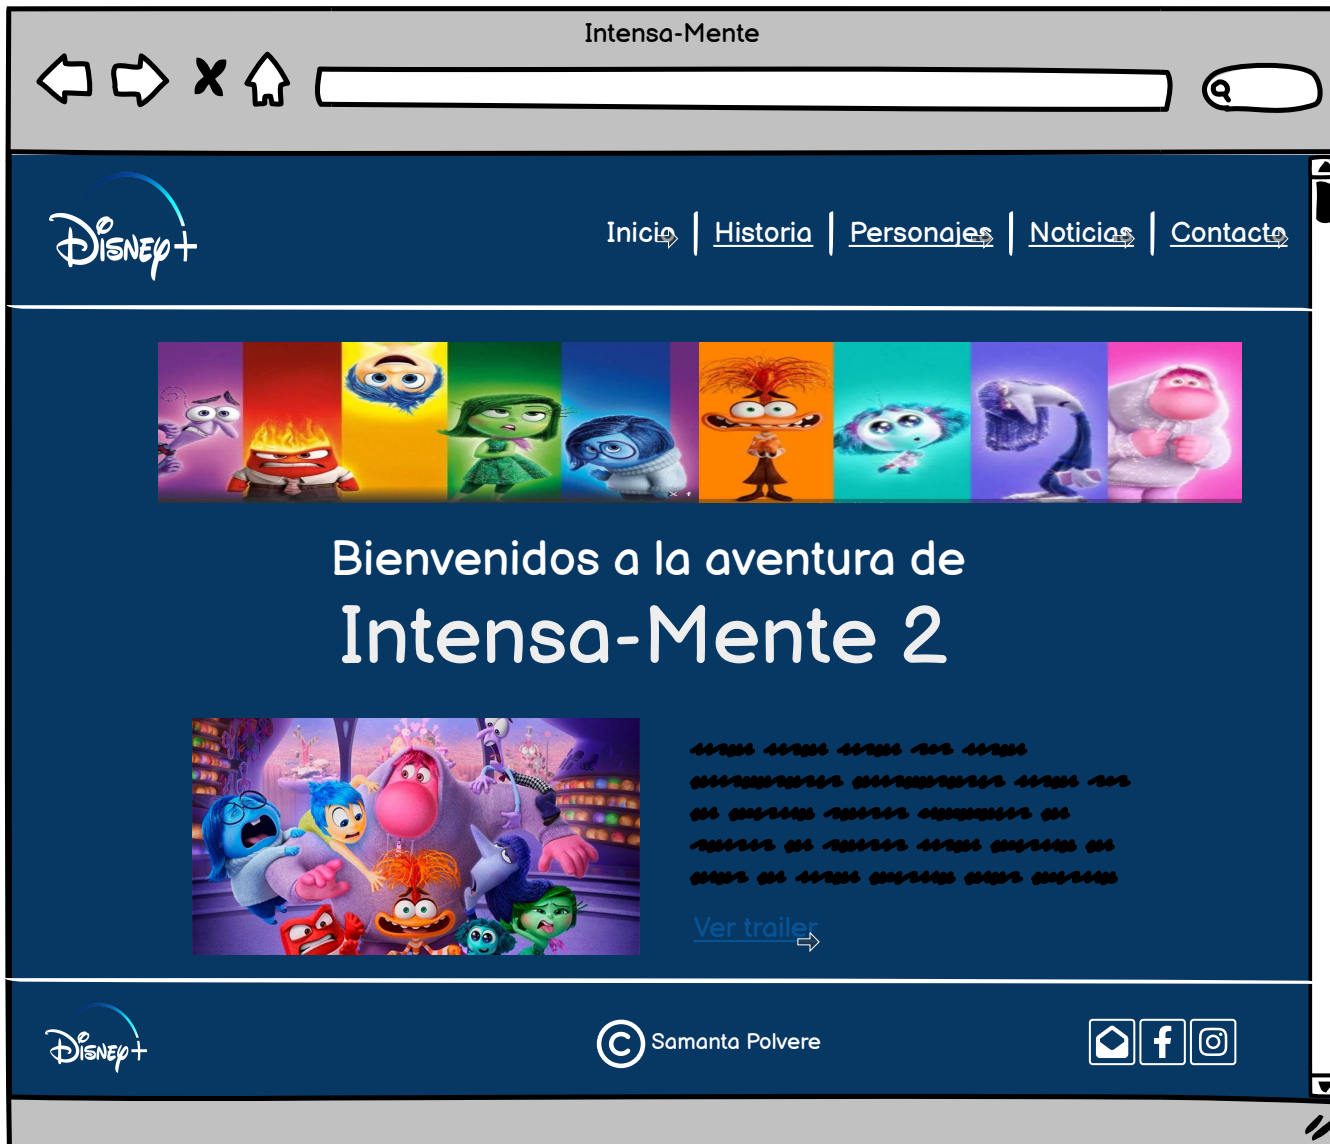 Intensa-Mente
Disney+
Inicio Historia Personajes Noticias Contacto
Bienvenidos a la aventura de
Intensa-Mente 2
Ver trailer
Disney+
© Samanta Polvere